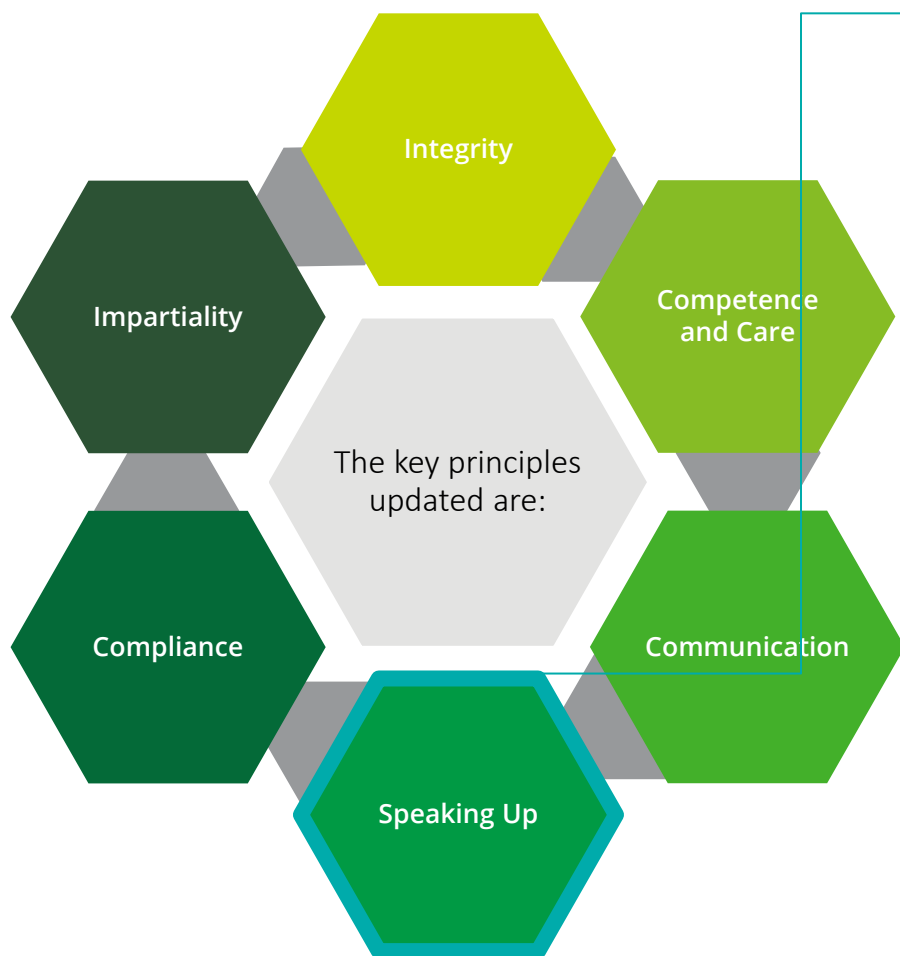 Integrity
Competence
and Care
Impartiality
The key principles
updated are:
Compliance
Communication
Speaking Up